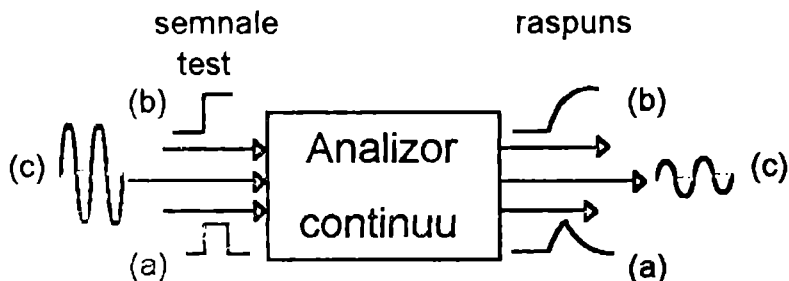 semnale
test
raspuns
(b)
(b)
(c)
Analizor
continuu
(c)
(a)
(a)